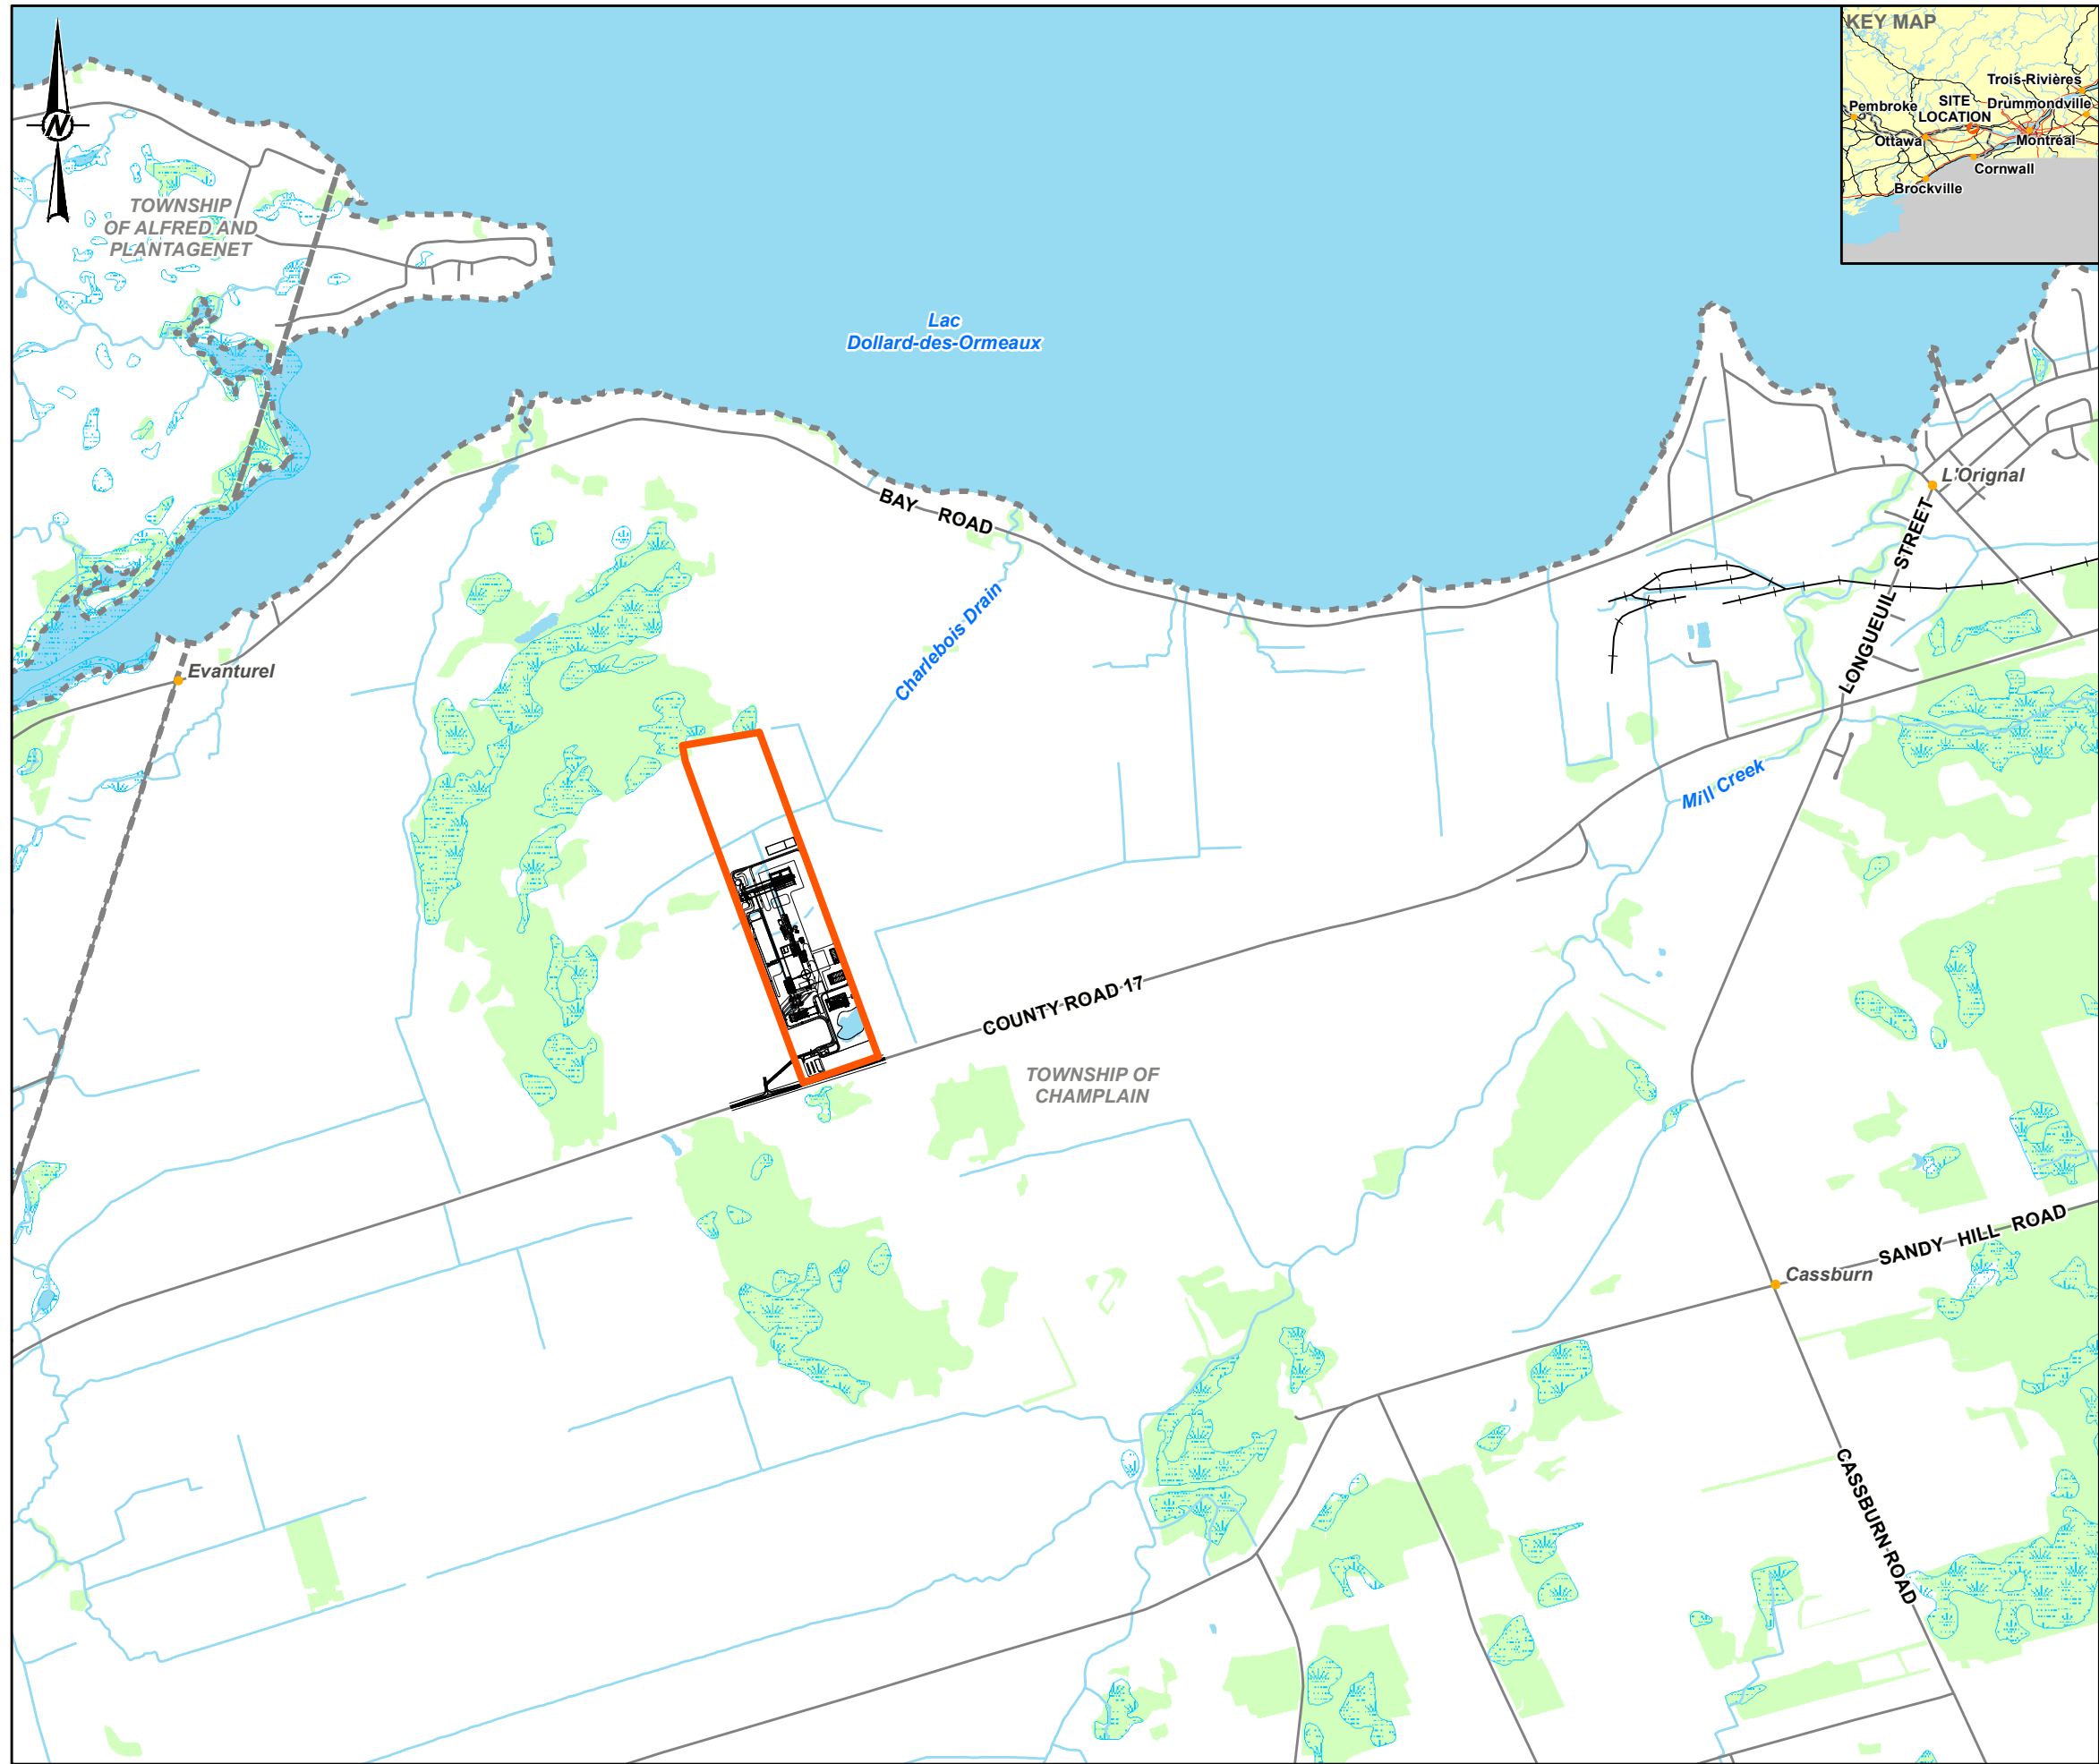 KEY MAP
Trois-Rivières
Pembroke
SITE
LOCATION
Drummondville
Ottawa
Montréal
Cornwall
Brockville
N
TOWNSHIP
OF ALFRED AND
PLANTAGENET
Lac
Dollard-des-Ormeaux
L'Orignal
BAY ROAD
LONGUEUIL STREET
Charlebois Drain
Evanturel
Mill Creek
COUNTY ROAD 17
TOWNSHIP OF
CHAMPLAIN
SANDY HILL ROAD
Cassburn
CASSBURN ROAD